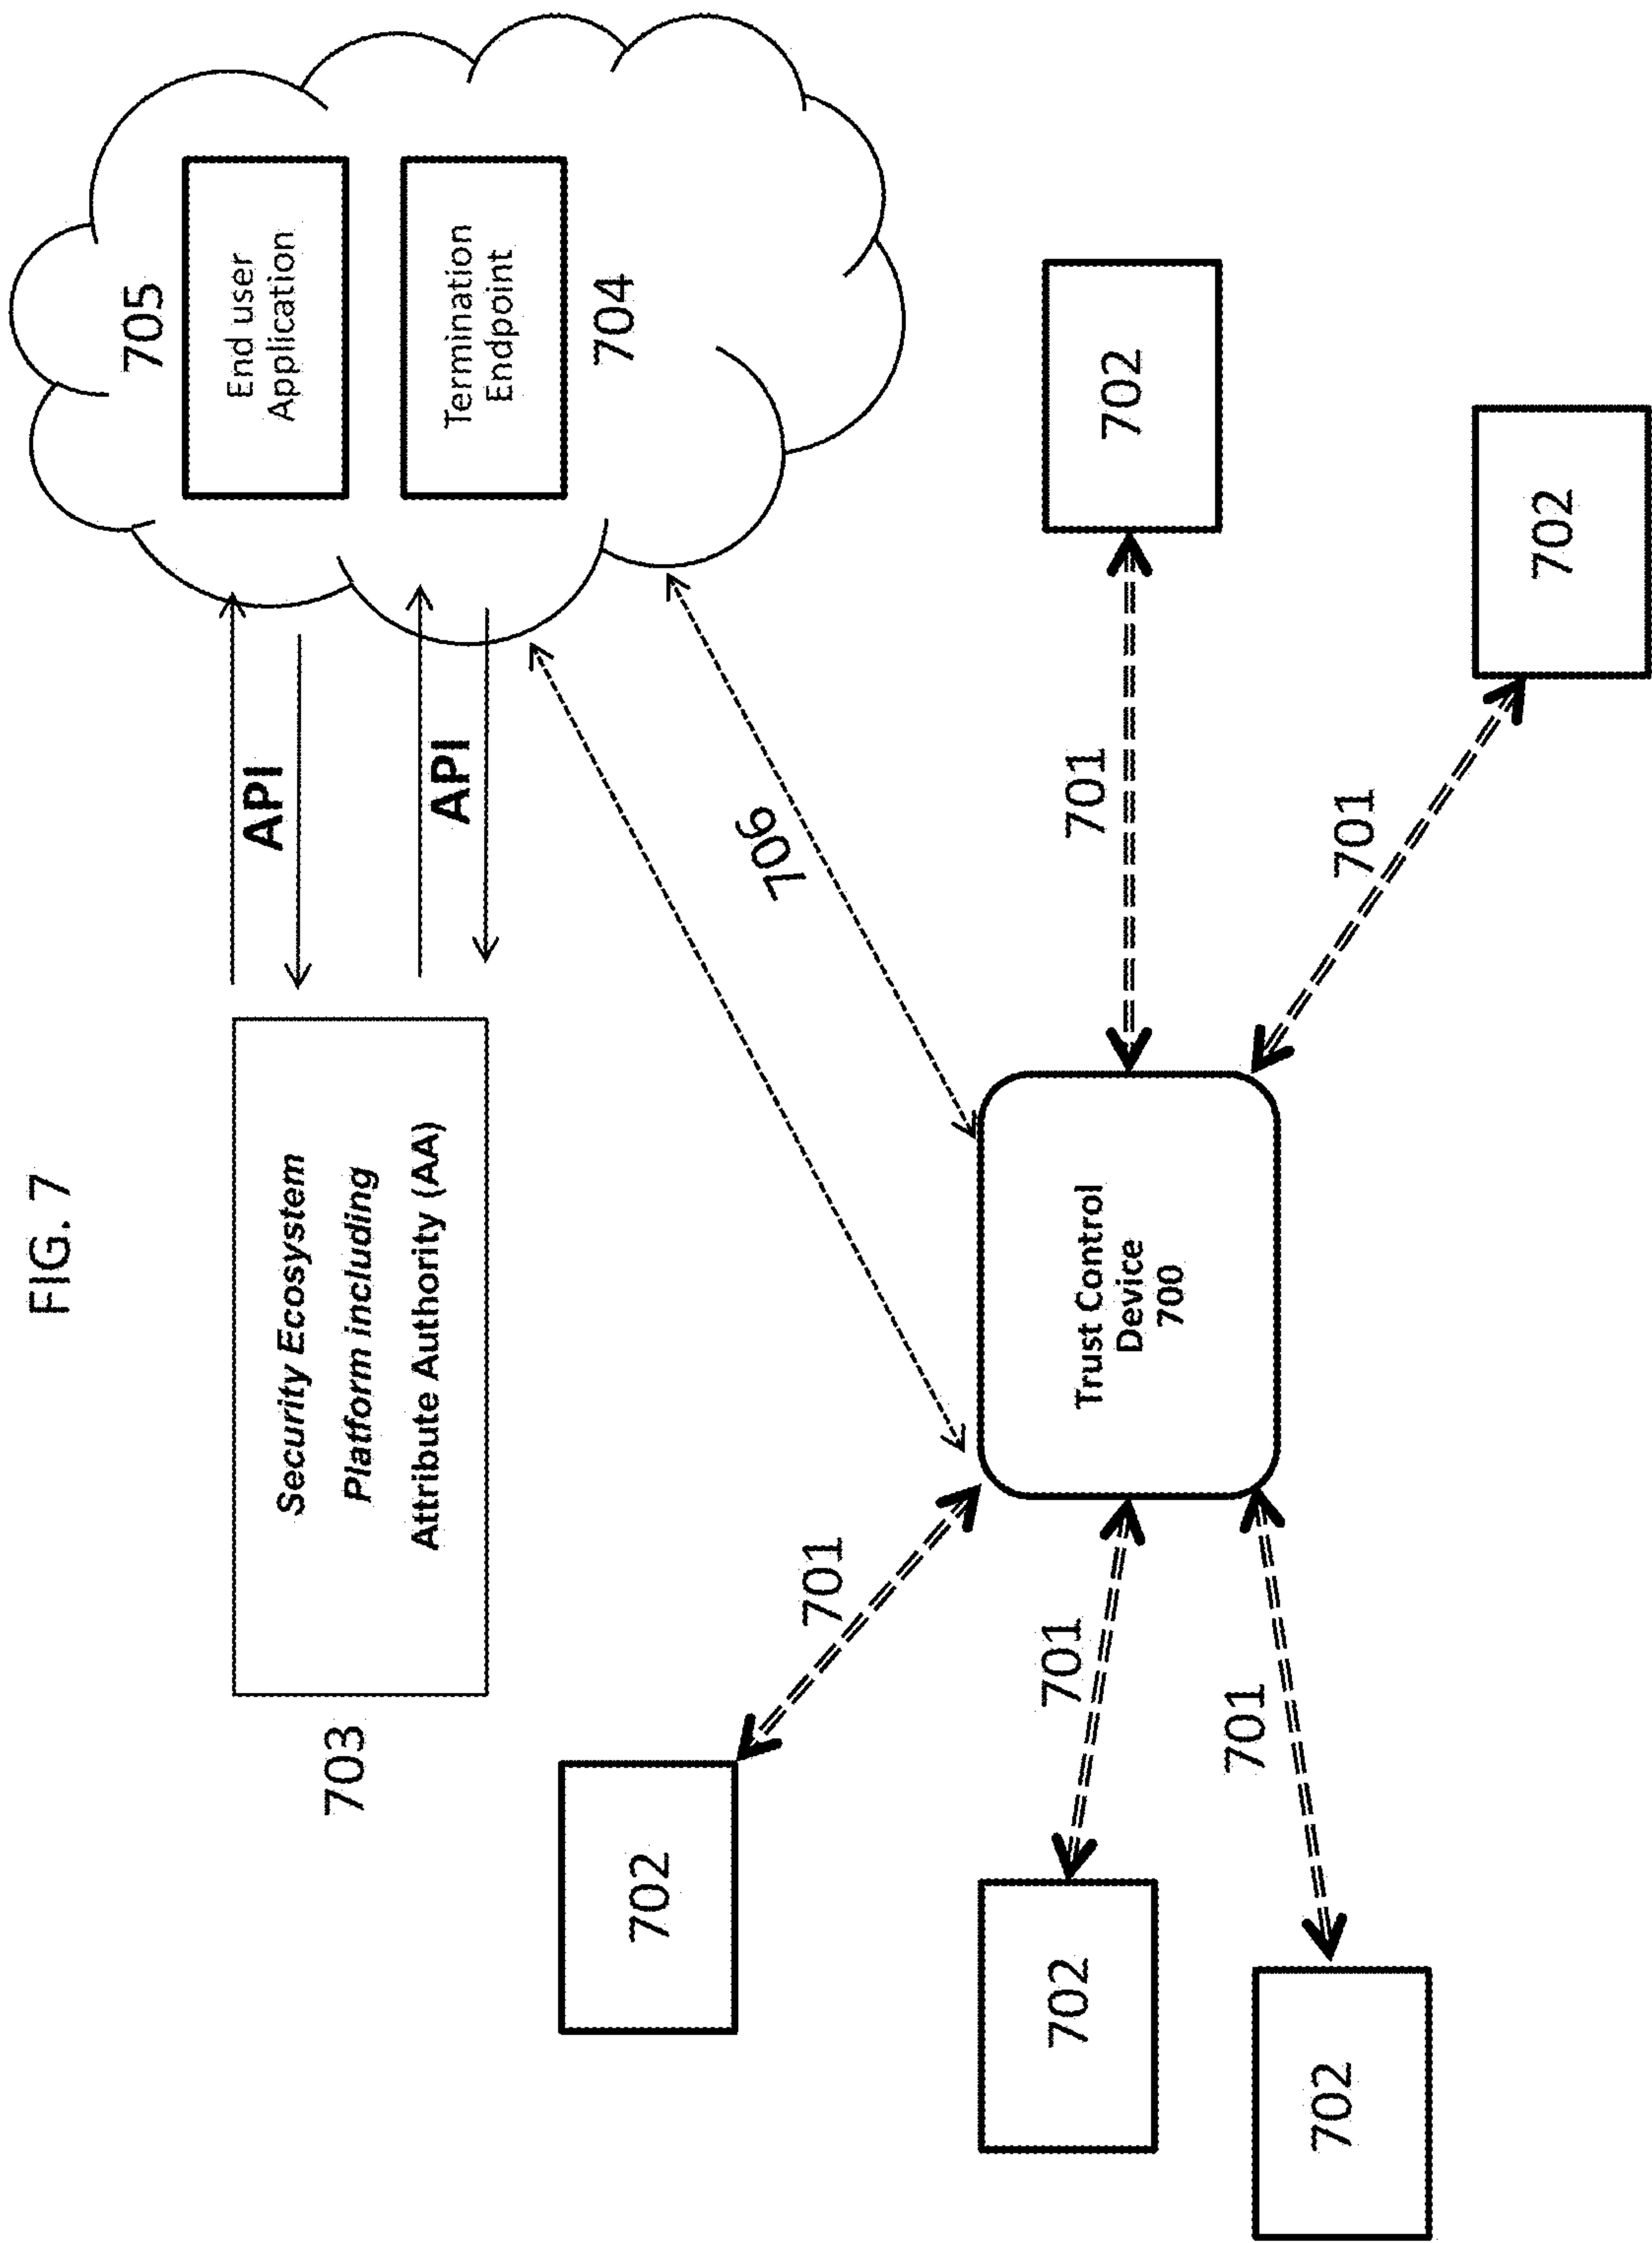 FIG. 7
703
Security Ecosystem
Platform including
Attribute Authority (AA)
API
API
705
End user
Application
Termination
Endpoint
704
706
702
701
Trust Control
Device
700
701
702
701
702
701
702
701
702